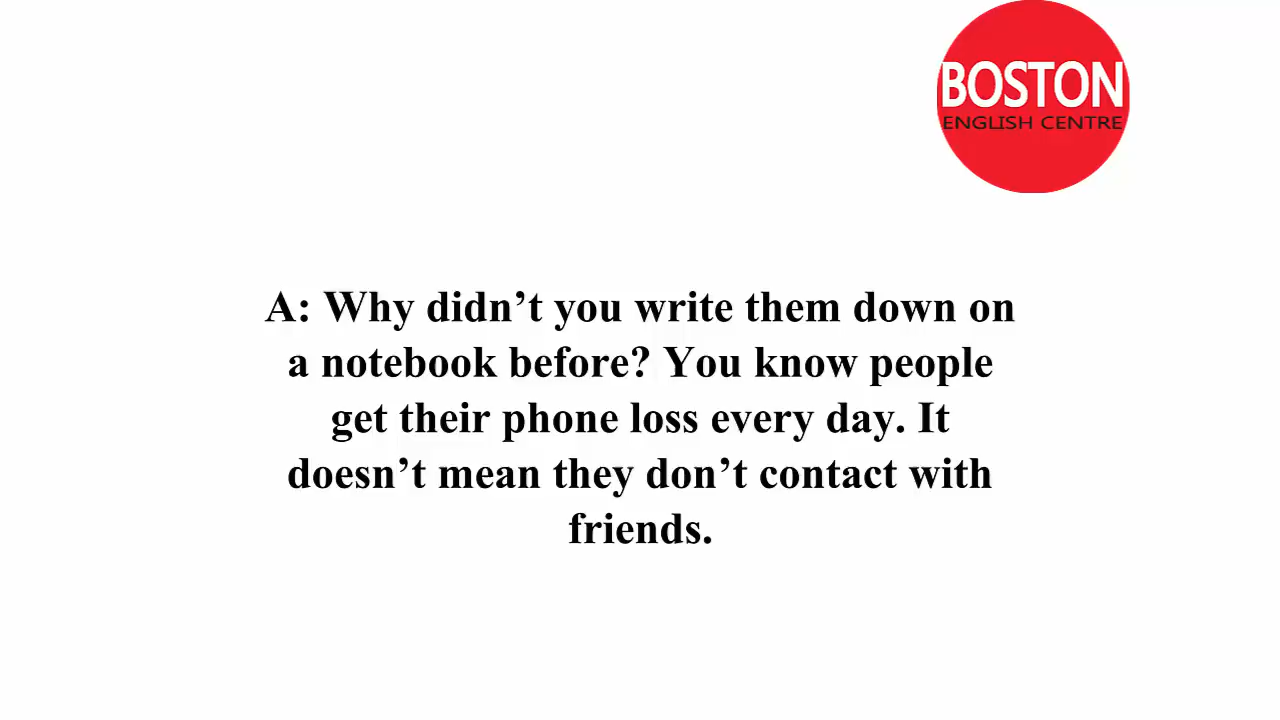 BOSTON
ENGLISH CENTRE
A: Why didn’t you write them down on
a notebook before? You know people
get their phone loss every day. It
doesn’t mean they don’t contact with
friends.